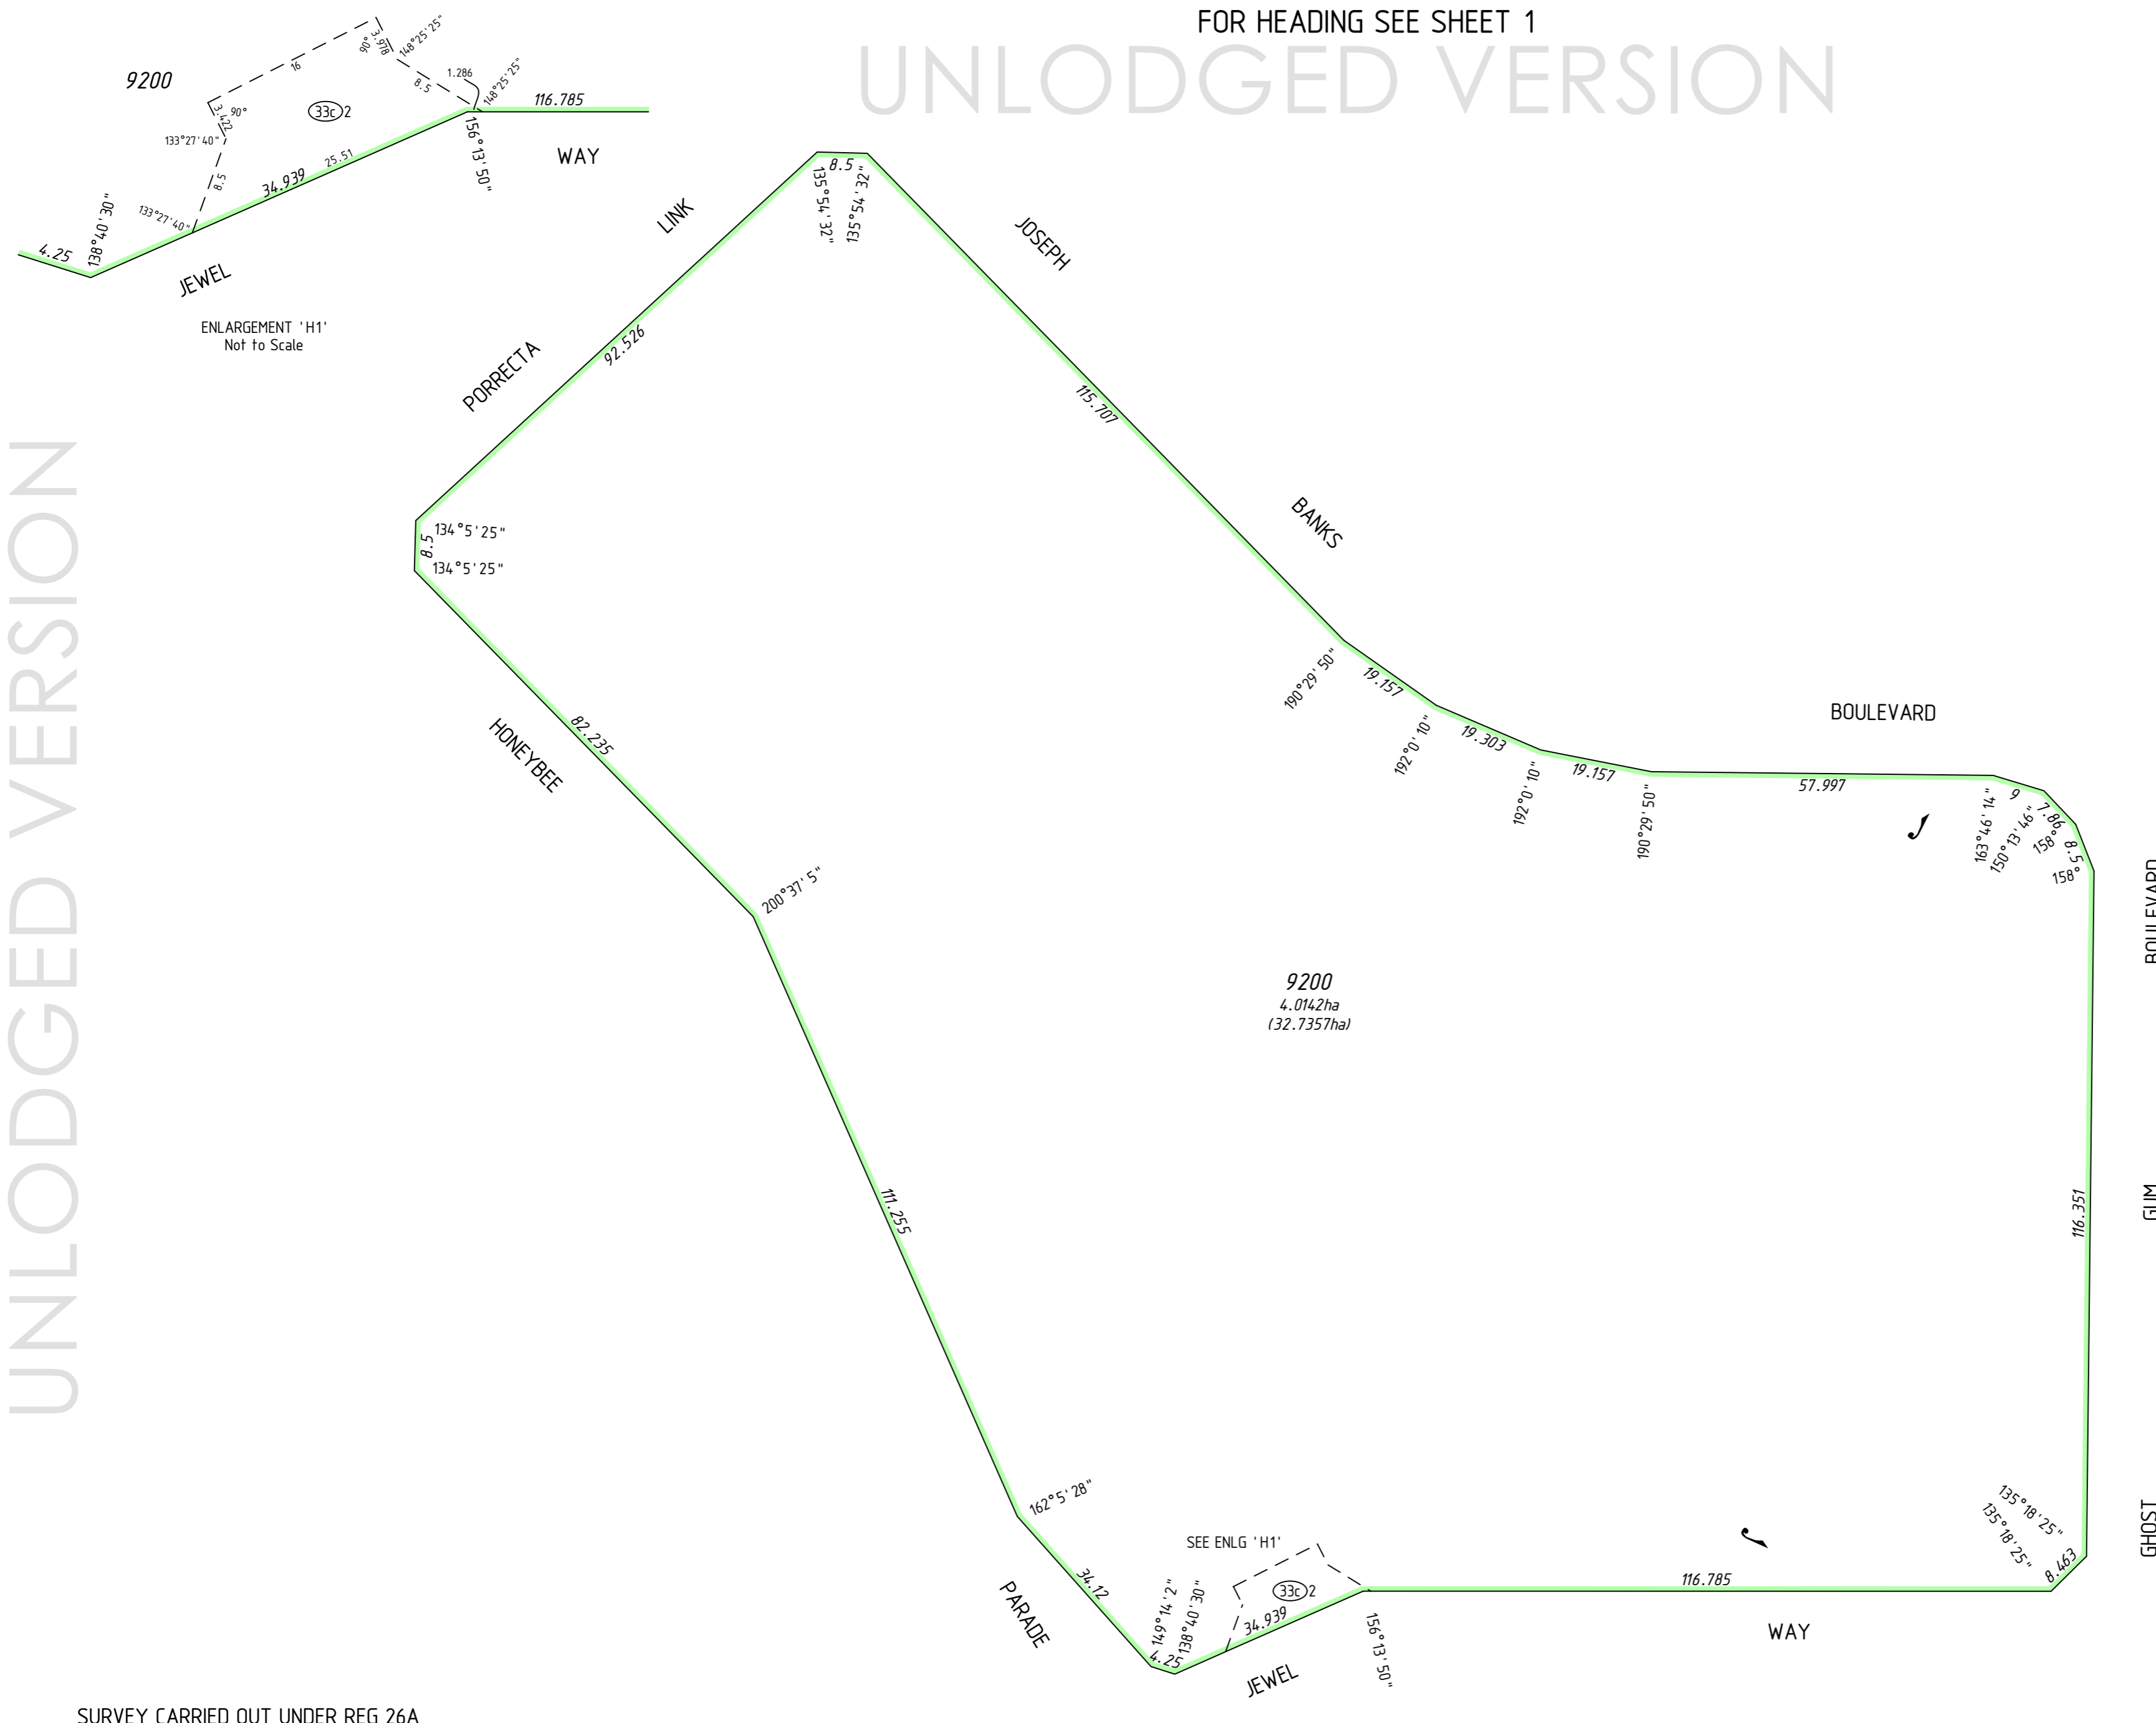 FOR HEADING SEE SHEET 1
UNLODGED VERSION
UNLODGED VERSION
9200
16
90°
3.978
148°25'25"
8.5
1.286
148°25'25"
116.785
3.422
90°
33c 2
133°27'40"
8.5
25.51
34.939
133°27'40"
156°13'50"
WAY
4.25
138°40'30"
JEWEL
ENLARGEMENT 'H1'
Not to Scale
PORRECTA
LINK
92.526
8.5
135°54'32"
135°54'32"
JOSEPH
BANKS
BOULEVARD
115.707
134°5'25"
8.5
134°5'25"
190°29'50"
19.157
192°0'10"
19.303
192°0'10"
19.157
190°29'50"
57.997
163°46'14"
9
150°13'46"
7.86
158°
8.5
158°
HONEYBEE
82.235
200°37'5"
9200
4.0142ha
(32.7357ha)
BOULEVARD
GUM
GHOST
116.351
111.255
162°5'28"
34.12
PARADE
SEE ENLG 'H1'
33c 2
149°14'2"
138°40'30"
4.25
34.939
JEWEL
156°13'50"
116.785
WAY
135°18'25"
135°18'25"
8.463
SURVEY CARRIED OUT UNDER REG 26A